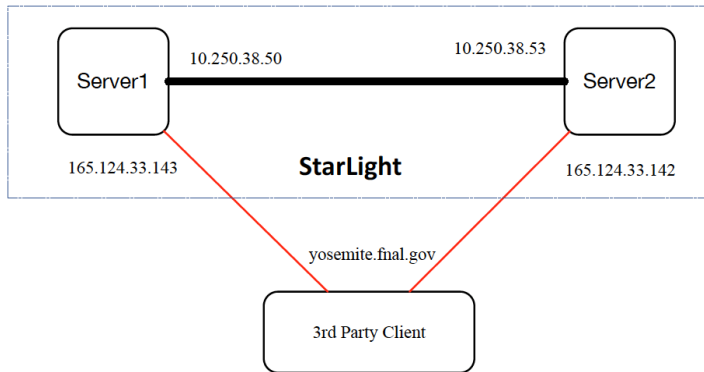 10.250.38.53
10.250.38.50
Server1
Server2
165.124.33.143
StarLight
165.124.33.142
yosemite.fnal.gov
3rd Party Client